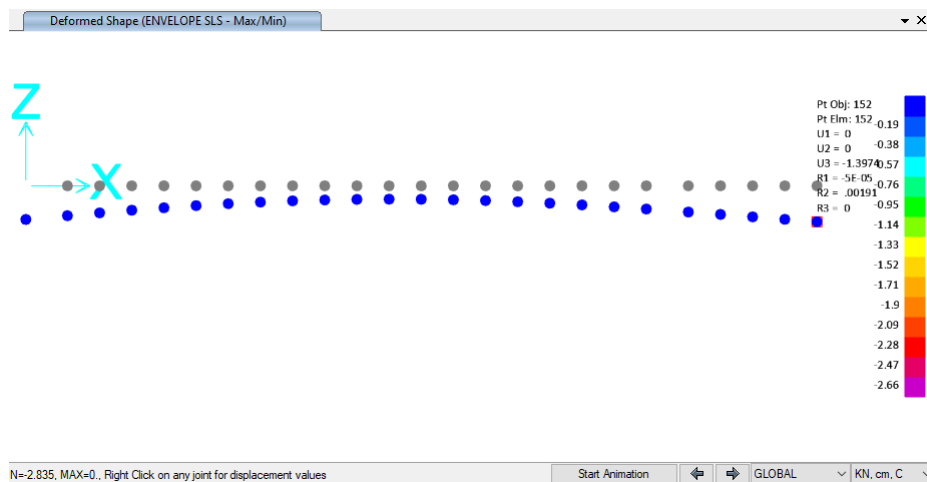 Deformed Shape (ENVELOPE SLS - Max/Min)
Z
X
Pt Obj: 152
Pt Elm: 152
U1 = 0
U2 = 0
U3 = -1.3974
R1 = -5E-05
R2 = .00191
R3 = 0
-0.19
-0.38
-0.57
-0.76
-0.95
-1.14
-1.33
-1.52
-1.71
-1.9
-2.09
-2.28
-2.47
-2.66
N=-2.835, MAX=0., Right Click on any joint for displacement values
Start Animation
GLOBAL
KN, cm, C